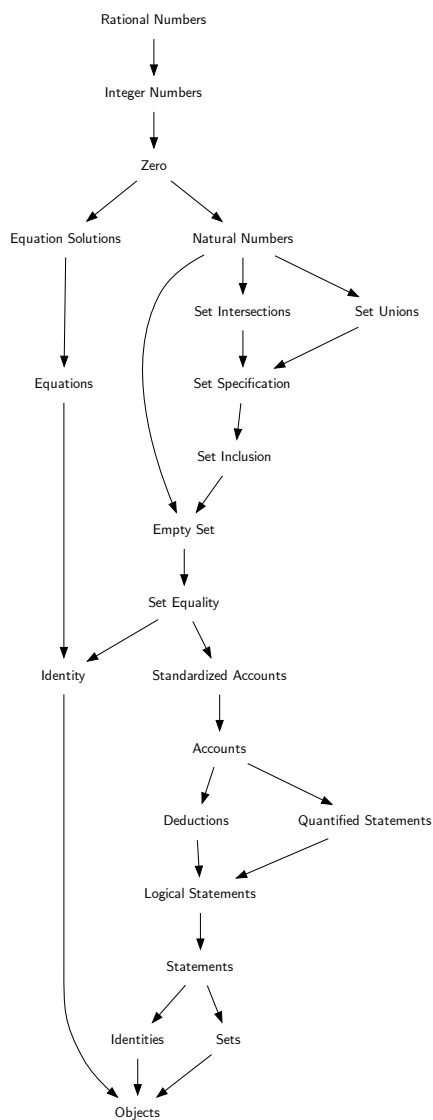 Rational Numbers
Integer Numbers
Zero
Equation Solutions
Natural Numbers
Set Intersections
Set Unions
Equations
Set Specification
Set Inclusion
Empty Set
Set Equality
Identity
Standardized Accounts
Accounts
Deductions
Quantified Statements
Logical Statements
Statements
Identities
Sets
Objects